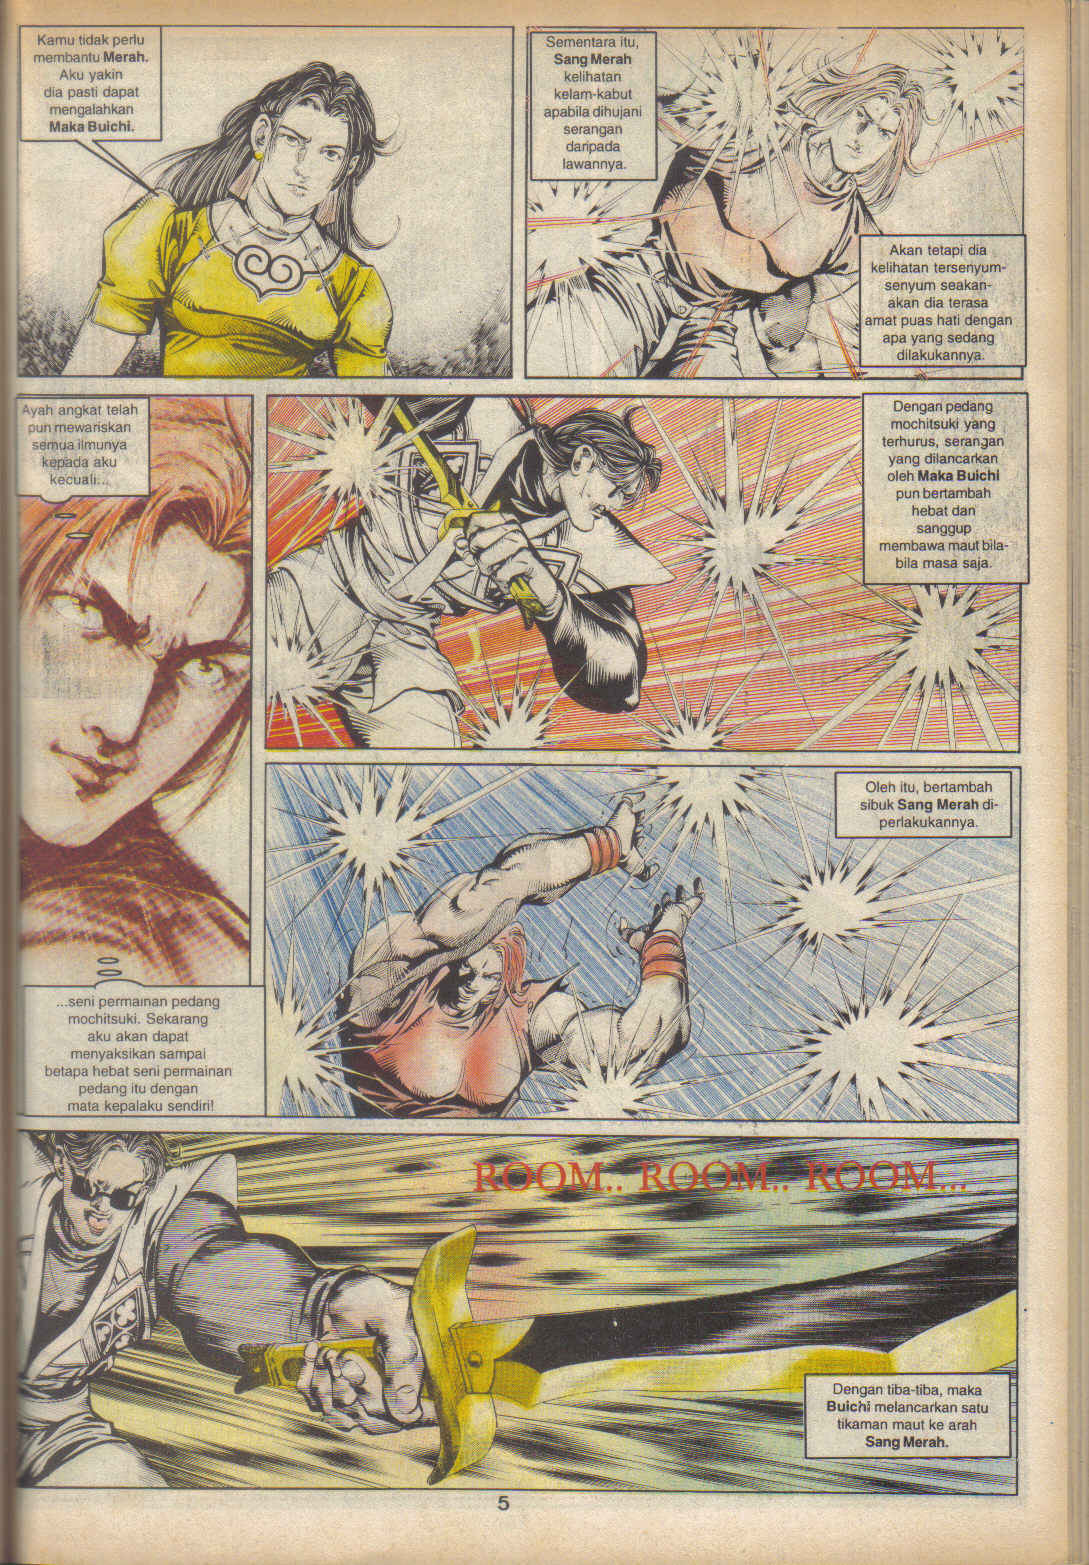 Kamu tidak perlu
membantu Merah.
Aku yakin
dia pasti dapat
mengalahkan
Maka Buichi.
Sementara itu,
Sang Merah
kelihatan
kelam-kabut
apabila dihujani
serangan
daripada
lawannya.
Akan tetapi dia
kelihatan tersenyum-
senyum seakan-
akan dia terasa
amat puas hati dengan
apa yang sedang
dilakukannya.
Ayah angkat telah
pun mewariskan
semua ilmunya
kepada aku
kecuali...
...seni permainan pedang
mochitsuki. Sekarang
aku akan dapat
menyaksikan sampai
betapa hebat seni permainan
pedang itu dengan
mata kepalaku sendiri!
Dengan pedang
mochitsuki yang
terhurus, serangan
yang dilancarkan
oleh Maka Buichi
pun bertambah
hebat dan
sanggup
membawa maut bila-
bila masa saja.
Oleh itu, bertambah
sibuk Sang Merah di-
perlakukannya.
ROOM.. ROOM.. ROOM...
Dengan tiba-tiba, maka
Buichi melancarkan satu
tikaman maut ke arah
Sang Merah.
5